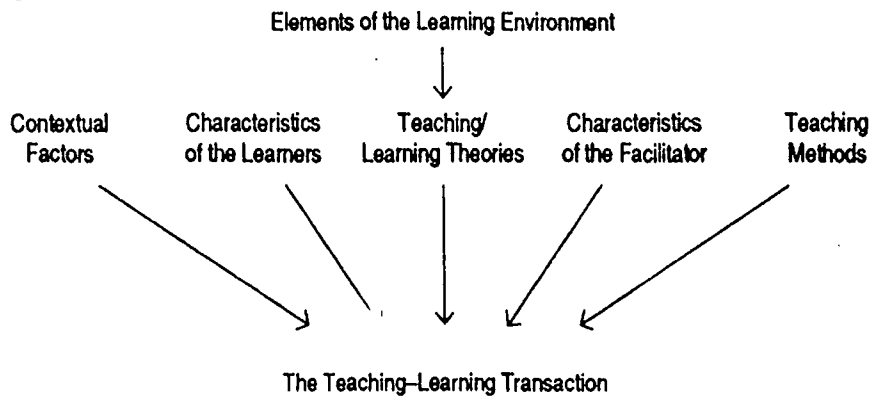 Elements of the Learning Environment
Contextual Factors
Characteristics of the Learners
Teaching/ Learning Theories
Characteristics of the Facilitator
Teaching Methods
The Teaching–Learning Transaction